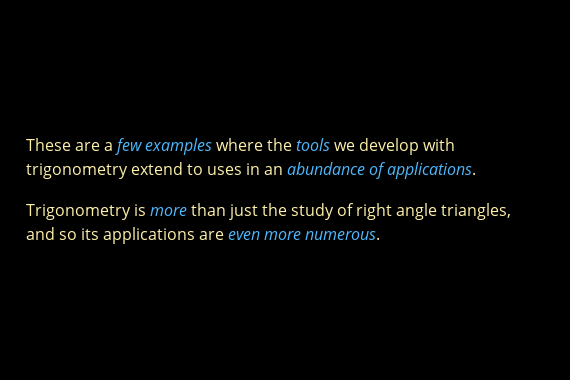 These are a few examples where the tools we develop with
trigonometry extend to uses in an abundance of applications.
Trigonometry is more than just the study of right angle triangles,
and so its applications are even more numerous.